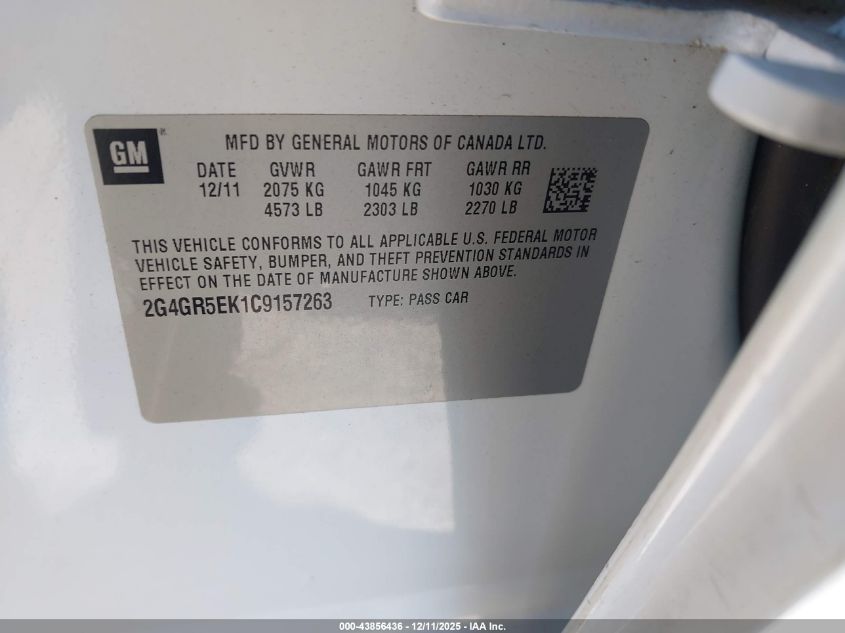 GM
MFD BY GENERAL MOTORS OF CANADA LTD.
DATE GVWR GAWR FRT GAWR RR
12/11 2075 KG 1045 KG 1030 KG
4573 LB 2303 LB 2270 LB
THIS VEHICLE CONFORMS TO ALL APPLICABLE U.S. FEDERAL MOTOR
VEHICLE SAFETY, BUMPER, AND THEFT PREVENTION STANDARDS IN
EFFECT ON THE DATE OF MANUFACTURE SHOWN ABOVE.
2G4GR5EK1C9157263 TYPE: PASS CAR
000-43856436 - 12/11/2025 - IAA Inc.